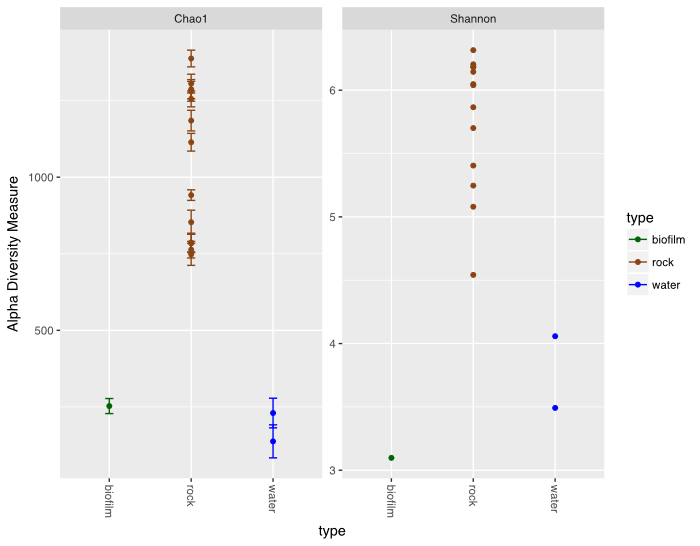 Chao1
Shannon
Alpha Diversity Measure
1000
500
6
5
4
3
biofilm
rock
water
biofilm
rock
water
type
type
biofilm
rock
water